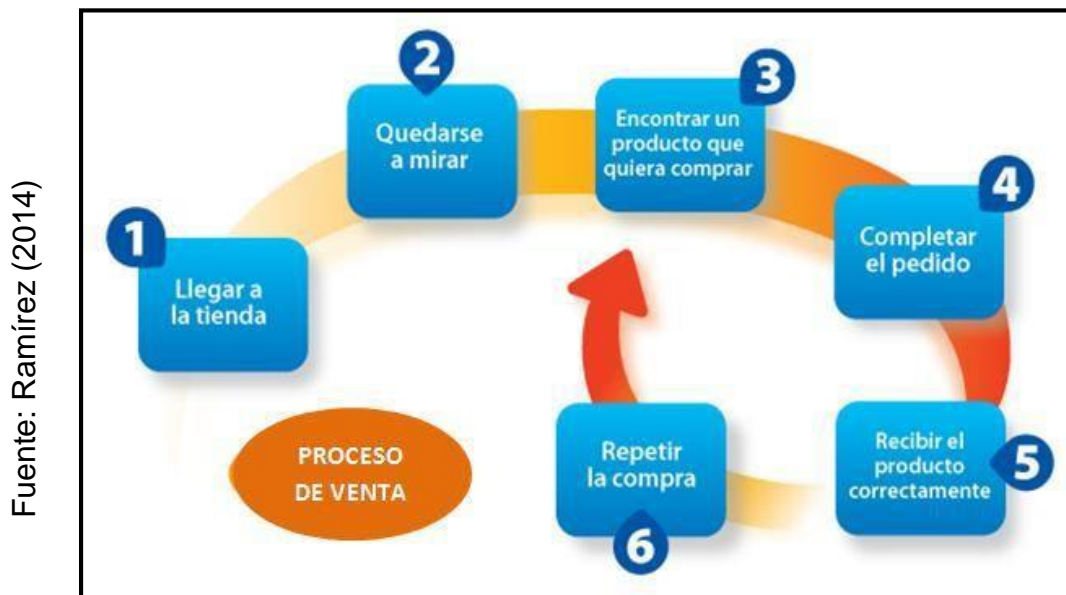 Fuente: Ramírez (2014)
1
Llegar a
la tienda
2
Quedarse
a mirar
3
Encontrar un
producto que
quiera comprar
4
Completar
el pedido
5
Recibir el
producto
correctamente
6
Repetir
la compra
PROCESO
DE VENTA